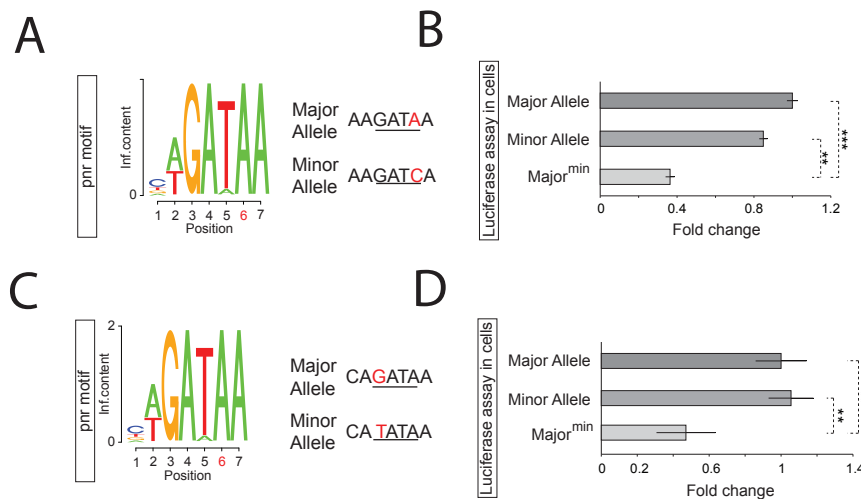 A
pnr motif
Inf.content
0
C T A T G A T A A A
1 2 3 4 5 6 7
Position
Major
Allele
AAGATAA
Minor
Allele
AAGATCA
B
Luciferase assay in cells
Major Allele
Minor Allele
Major^min
** ***
0 0.4 0.8 1.2
Fold change
C
pnr motif
Inf.content
2
0
C T A T G A T A A A
1 2 3 4 5 6 7
Position
Major
Allele
CAGATAA
Minor
Allele
CATATAA
D
Luciferase assay in cells
Major Allele
Minor Allele
Major^min
**
0 0.6 1 1.4
0.2
Fold change